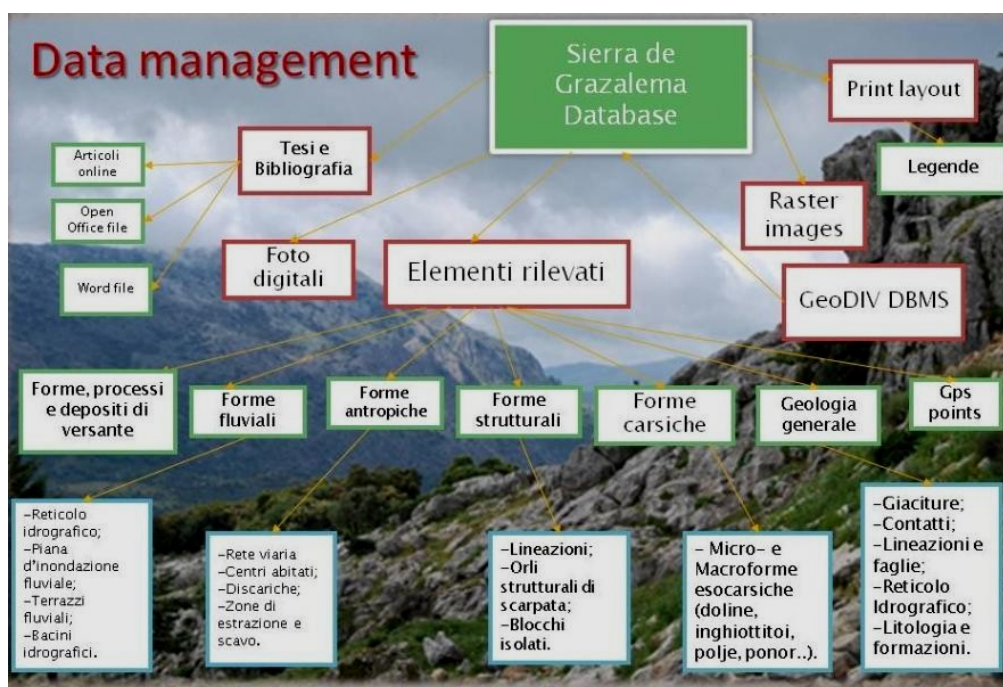 Data management
Sierra de
Grazalema
Database
Print layout
Legende
Tesi e
Bibliografia
Articoli
online
Open
Office file
Word file
Foto
digitali
Elementi rilevati
Raster
images
GeoDIV DBMS
Forme, processi
e depositi di
versante
Forme
fluviali
Forme
antropiche
Forme
strutturali
Forme
carsiche
Geologia
generale
Gps
points
-Reticolo
idrografico;
-Piana
d'inondazione
fluviale;
-Terrazzi
fluviali;
-Bacini
idrografici.
-Rete viaria
-Centri abitati;
-Discariche;
-Zone di
estrazione e
scavo.
-Lineazioni;
-Orli
strutturali di
scarpata;
-Blocchi
isolati.
- Micro- e
Macroforme
esocarsiche
(doline,
inghiottitoi,
polje, ponor..).
-Giaciture;
-Contatti;
-Lineazioni e
faglie;
-Reticolo
Idrografico;
-Litologia e
formazioni.